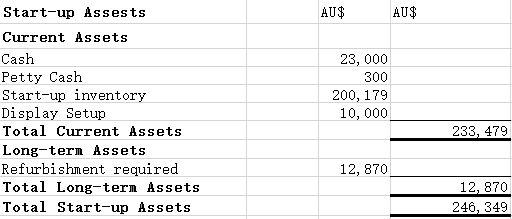 Start-up Assests AU$ AU$
Current Assets
Cash 23,000
Petty Cash 300
Start-up inventory 200,179
Display Setup 10,000
Total Current Assets 233,479
Long-term Assets
Refurbishment required 12,870
Total Long-term Assets 12,870
Total Start-up Assets 246,349